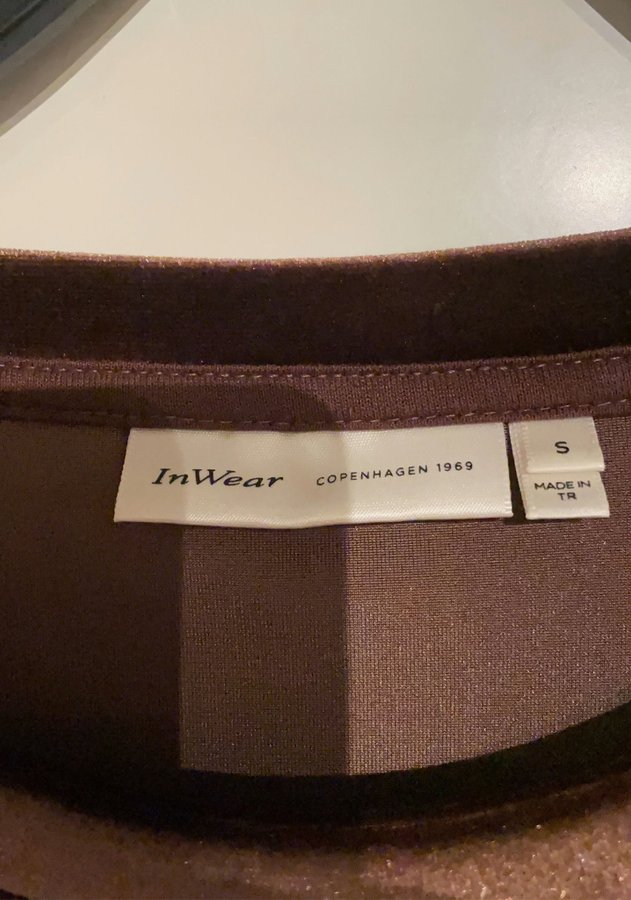 InWear COPENHAGEN 1969
S
MADE IN
TR